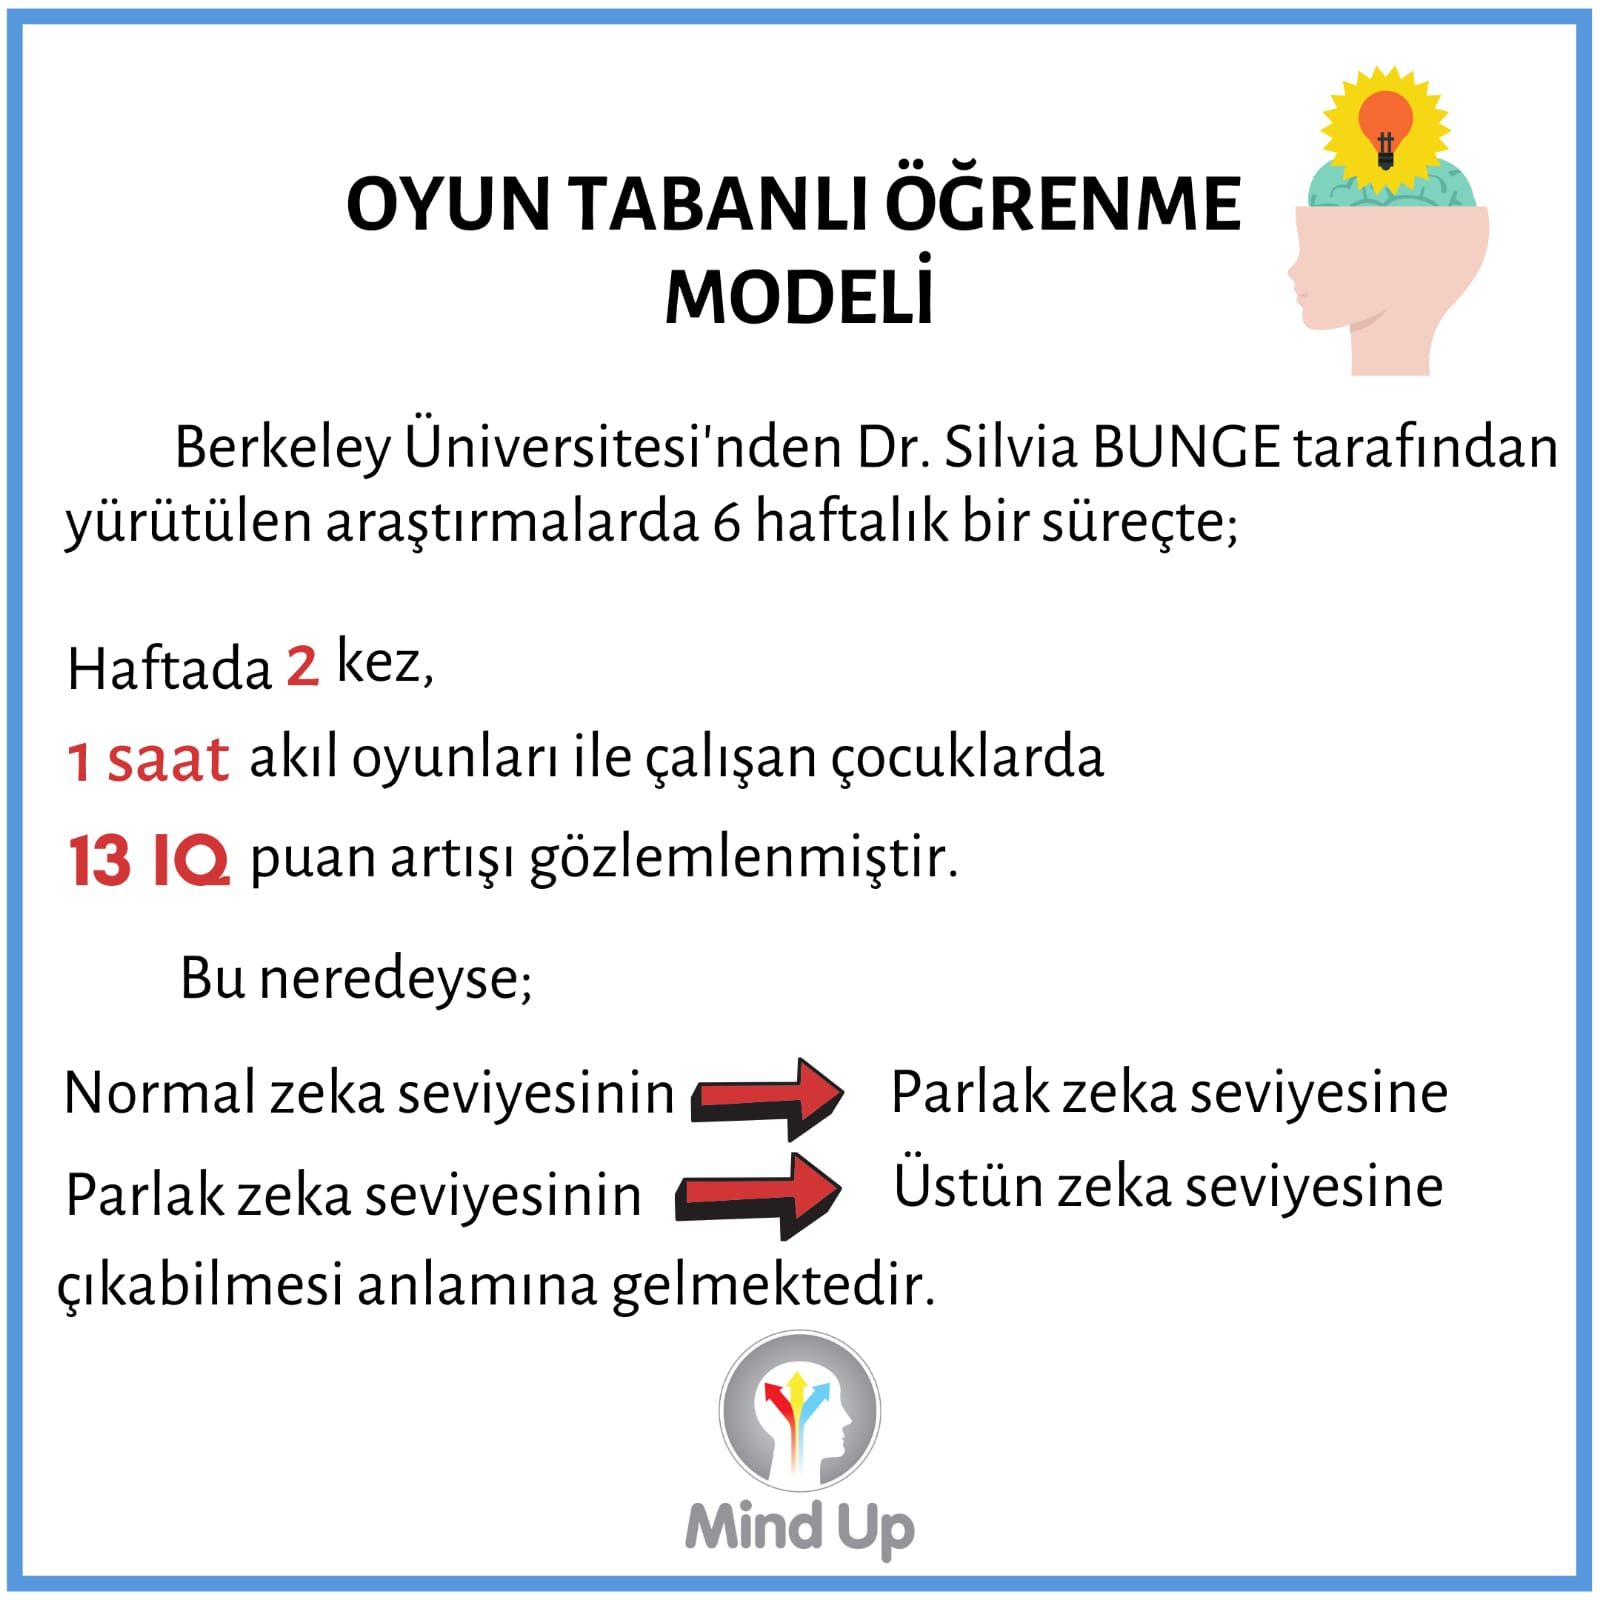 OYUN TABANLI ÖĞRENME
MODELİ
Berkeley Üniversitesi'nden Dr. Silvia BUNGE tarafından
yürütülen araştırmalarda 6 haftalık bir süreçte;
Haftada 2 kez,
1 saat akıl oyunları ile çalışan çocuklarda
13 IQ puan artışı gözlemlenmiştir.
Bu neredeyse;
Normal zeka seviyesinin Parlak zeka seviyesine
Parlak zeka seviyesinin Üstün zeka seviyesine
çıkabilmesi anlamına gelmektedir.
Mind Up